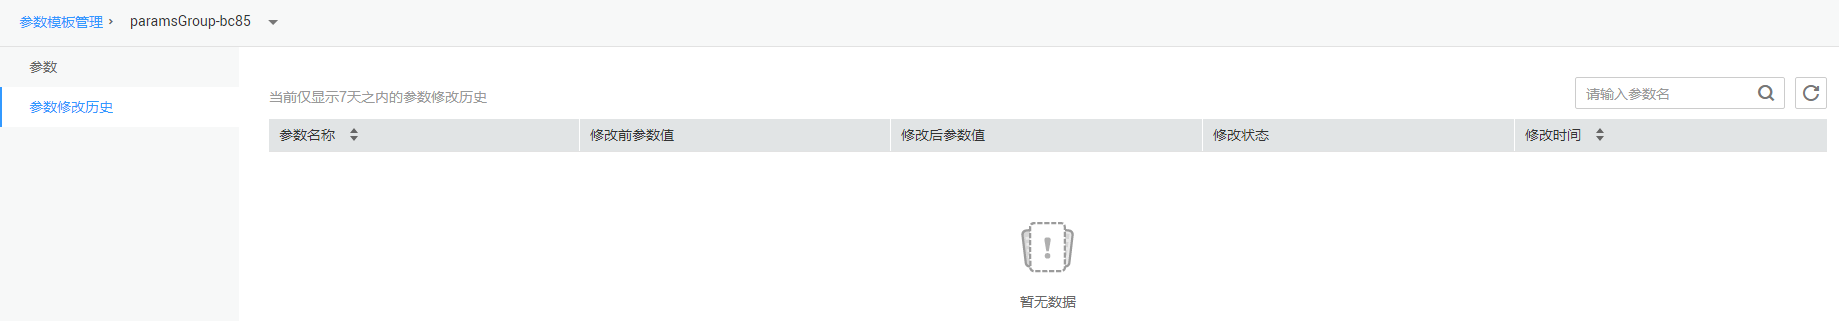 参数模板管理 › paramsGroup-bc85
参数
参数修改历史
当前仅显示7天之内的参数修改历史
请输入参数名
参数名称 修改前参数值 修改后参数值 修改状态 修改时间
暂无数据